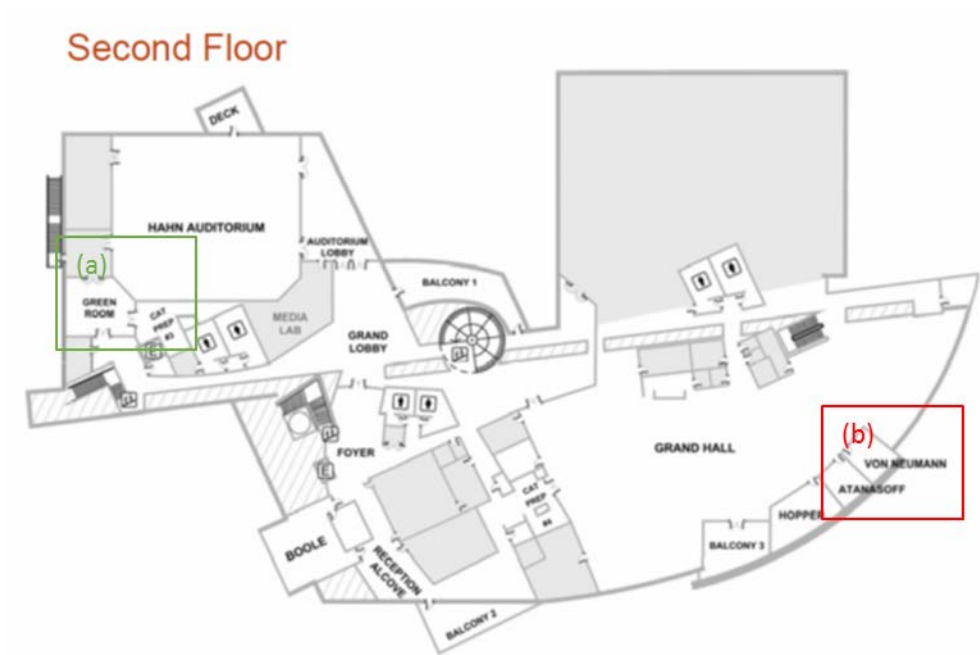 Second Floor
DECK
HAHN AUDITORIUM
AUDITORIUM
LOBBY
(a)
GREEN
ROOM
CAT
PREP
#3
MEDIA
LAB
BALCONY 1
GRAND
LOBBY
GRAND HALL
FOYER
CAT
PREP
#4
(b)
VON NEUMANN
ATANASOFF
HOPPER
BALCONY 3
BOOLE
RECEPTION
ALCOVE
BALCONY 2